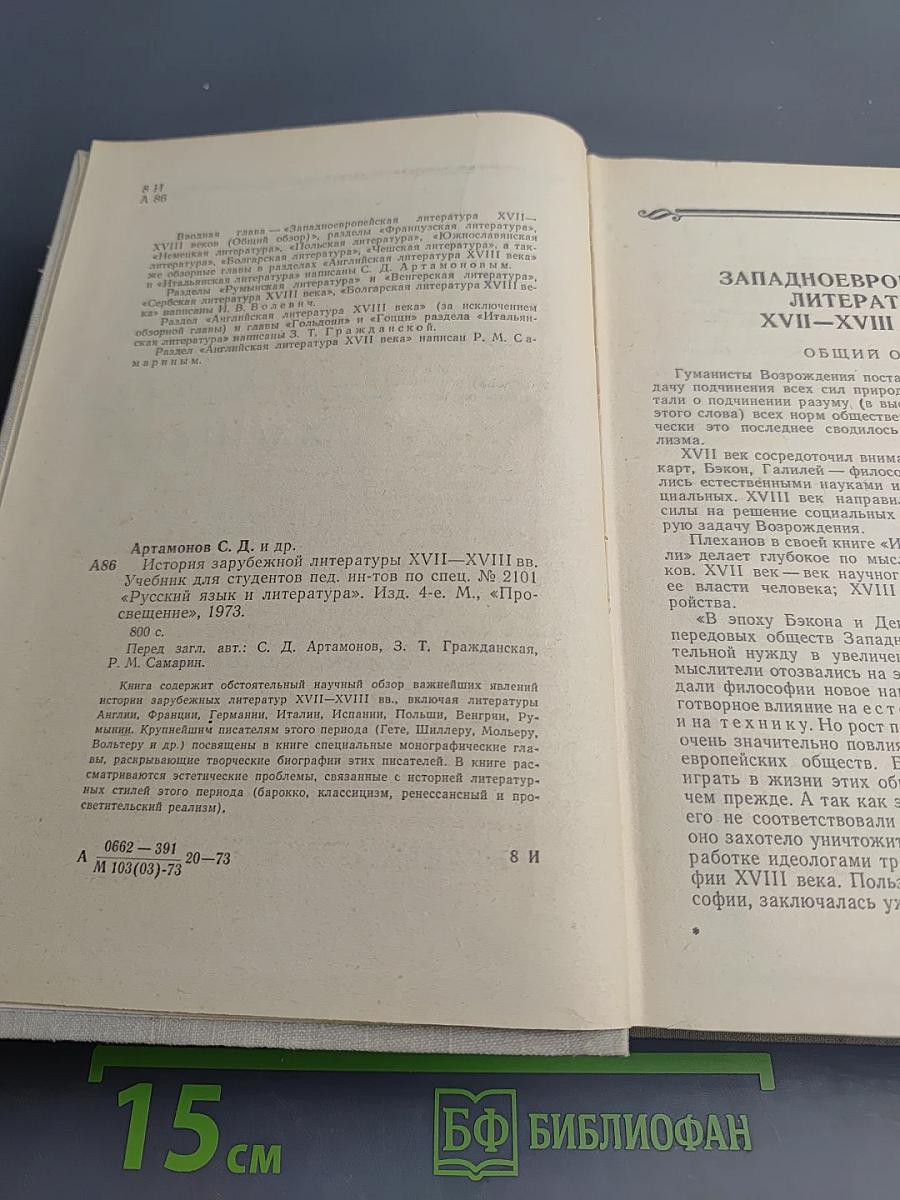 8 И
А 86
Вводная глава — «Западноевропейская литература XVII—
XVIII веков (Общий обзор)», разделы «Французская литература»,
«Немецкая литература», «Польская литература», «Южнославянская
литература», «Болгарская литература», «Чешская литература», а так-
же обзорные главы в разделах «Английская литература XVIII века»
и «Итальянская литература» написаны С. Д. Артамоновым.
Разделы «Румынская литература» и «Венгерская литература»,
«Сербская литература XVIII века», «Болгарская литература XVIII ве-
ка» написаны И. В. Волевич.
Раздел «Английская литература XVIII века» (за исключением
обзорной главы) и главы «Гольдони» и «Гоцци» раздела «Итальян-
ская литература» написаны З. Т. Гражданской.
Раздел «Английская литература XVII века» написан Р. М. Са-
мариным.
Артамонов С. Д. и др.
А86 История зарубежной литературы XVII—XVIII вв.
Учебник для студентов пед. ин-тов по спец. № 2101
«Русский язык и литература». Изд. 4-е. М., «Про-
свещение», 1973.
800 с.
Перед загл. авт.: С. Д. Артамонов, З. Т. Гражданская,
Р. М. Самарин.
Книга содержит обстоятельный научный обзор важнейших явлений
истории зарубежных литератур XVII—XVIII вв., включая литературы
Англии, Франции, Германии, Италии, Испании, Польши, Венгрии, Ру-
мынии. Крупнейшим писателям этого периода (Гете, Шиллеру, Мольеру,
Вольтеру и др.) посвящены в книге специальные монографические гла-
вы, раскрывающие творческие биографии этих писателей. В книге рас-
сматриваются эстетические проблемы, связанные с историей литератур-
ных стилей этого периода (барокко, классицизм, ренессансный и про-
светительский реализм).
А 0662 — 391 20—73 8 И
М 103(03)-73
ЗАПАДНОЕВРО
ЛИТЕРАТ
XVII—XVIII
ОБЩИЙ О
Гуманисты Возрождения поста
дачу подчинения всех сил природ
тали о подчинении разуму (в выс
этого слова) всех норм обществе
чески это последнее сводилось
лизма.
XVII век сосредоточил внима
карт, Бэкон, Галилей — филосо
лись естественными науками и
циальных. XVIII век направил
силы на решение социальных
рую задачу Возрождения.
Плеханов в своей книге «И
ли» делает глубокое по мысл
ков. XVII век — век научног
ее власти человека; XVIII
ройства.
«В эпоху Бэкона и Дек
передовых обществ Западн
тельной нужду в увеличен
мыслители отозвались на э
дали философии новое нап
готворное влияние на есте
и на технику. Но рост п
очень значительно повлия
европейских обществ. Б
играть в жизни этих об
чем прежде. А так как э
его не соответствовали
оно захотело уничтожит
работке идеологами тр
фии XVIII века. Польз
софии, заключалась уж
*
15 см
БФ БИБЛИОФАН